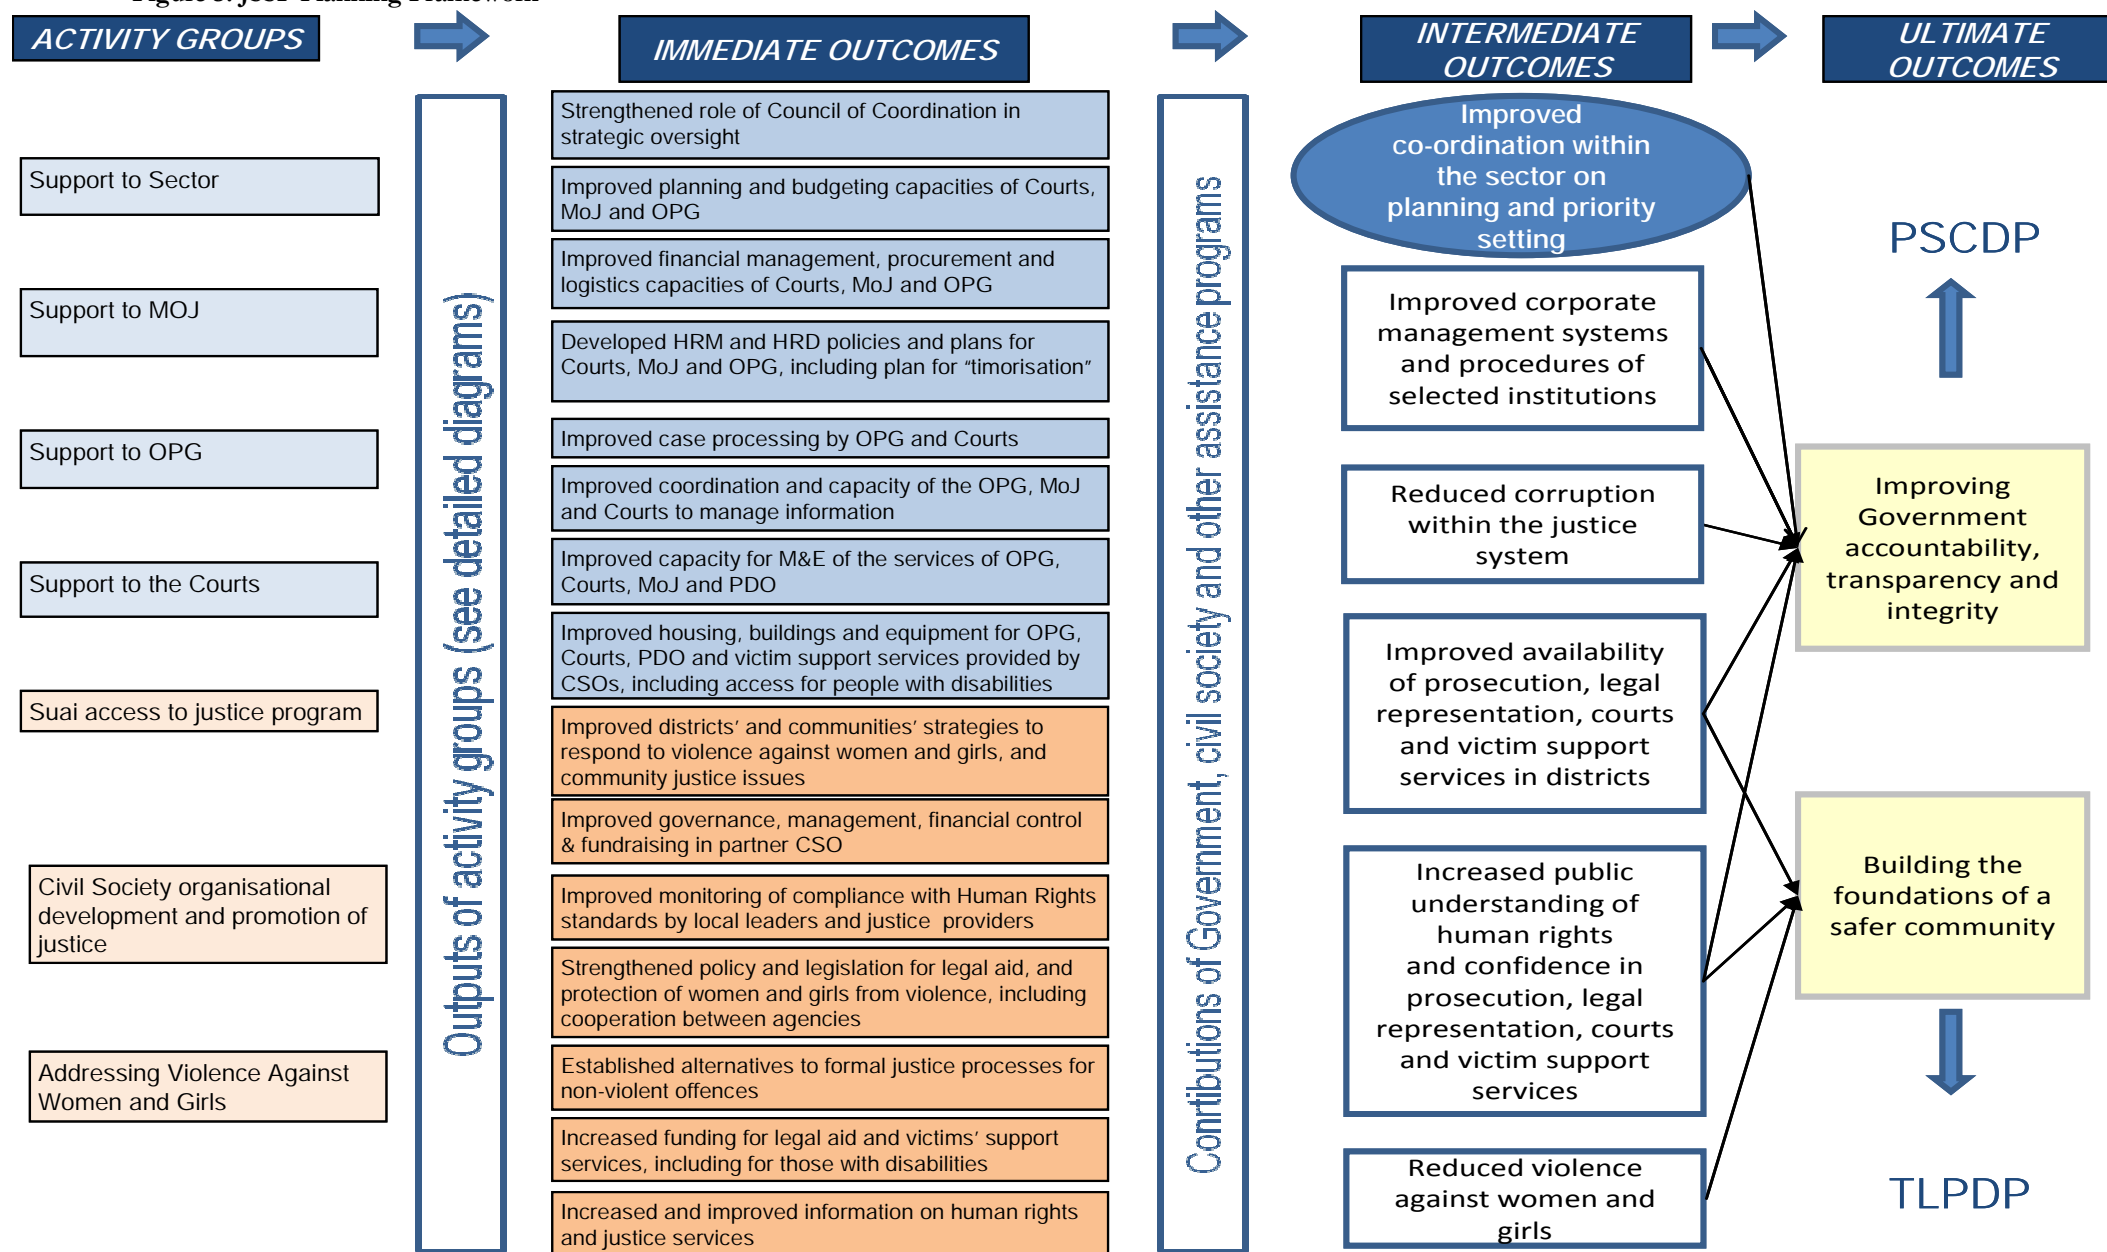 ACTIVITY GROUPS
IMMEDIATE OUTCOMES
INTERMEDIATE
OUTCOMES
ULTIMATE
OUTCOMES
Support to Sector
Support to MOJ
Support to OPG
Support to the Courts
Suai access to justice program
Civil Society organisational
development and promotion of
justice
Addressing Violence Against
Women and Girls
Outputs of activity groups (see detailed diagrams)
Strengthened role of Council of Coordination in
strategic oversight
Improved planning and budgeting capacities of Courts,
MoJ and OPG
Improved financial management, procurement and
logistics capacities of Courts, MoJ and OPG
Developed HRM and HRD policies and plans for
Courts, MoJ and OPG, including plan for “timorisation”
Improved case processing by OPG and Courts
Improved coordination and capacity of the OPG, MoJ
and Courts to manage information
Improved capacity for M&E of the services of OPG,
Courts, MoJ and PDO
Improved housing, buildings and equipment for OPG,
Courts, PDO and victim support services provided by
CSOs, including access for people with disabilities
Improved districts’ and communities’ strategies to
respond to violence against women and girls, and
community justice issues
Improved governance, management, financial control
& fundraising in partner CSO
Improved monitoring of compliance with Human Rights
standards by local leaders and justice providers
Strengthened policy and legislation for legal aid, and
protection of women and girls from violence, including
cooperation between agencies
Established alternatives to formal justice processes for
non-violent offences
Increased funding for legal aid and victims’ support
services, including for those with disabilities
Increased and improved information on human rights
and justice services
Conrtibutions of Government, civil society and other assistance programs
Improved
co-ordination within
the sector on
planning and priority
setting
Improved corporate
management systems
and procedures of
selected institutions
Reduced corruption
within the justice
system
Improved availability
of prosecution, legal
representation, courts
and victim support
services in districts
Increased public
understanding of
human rights
and confidence in
prosecution, legal
representation, courts
and victim support
services
Reduced violence
against women and
girls
PSCDP
Improving
Government
accountability,
transparency and
integrity
Building the
foundations of a
safer community
TLPDP